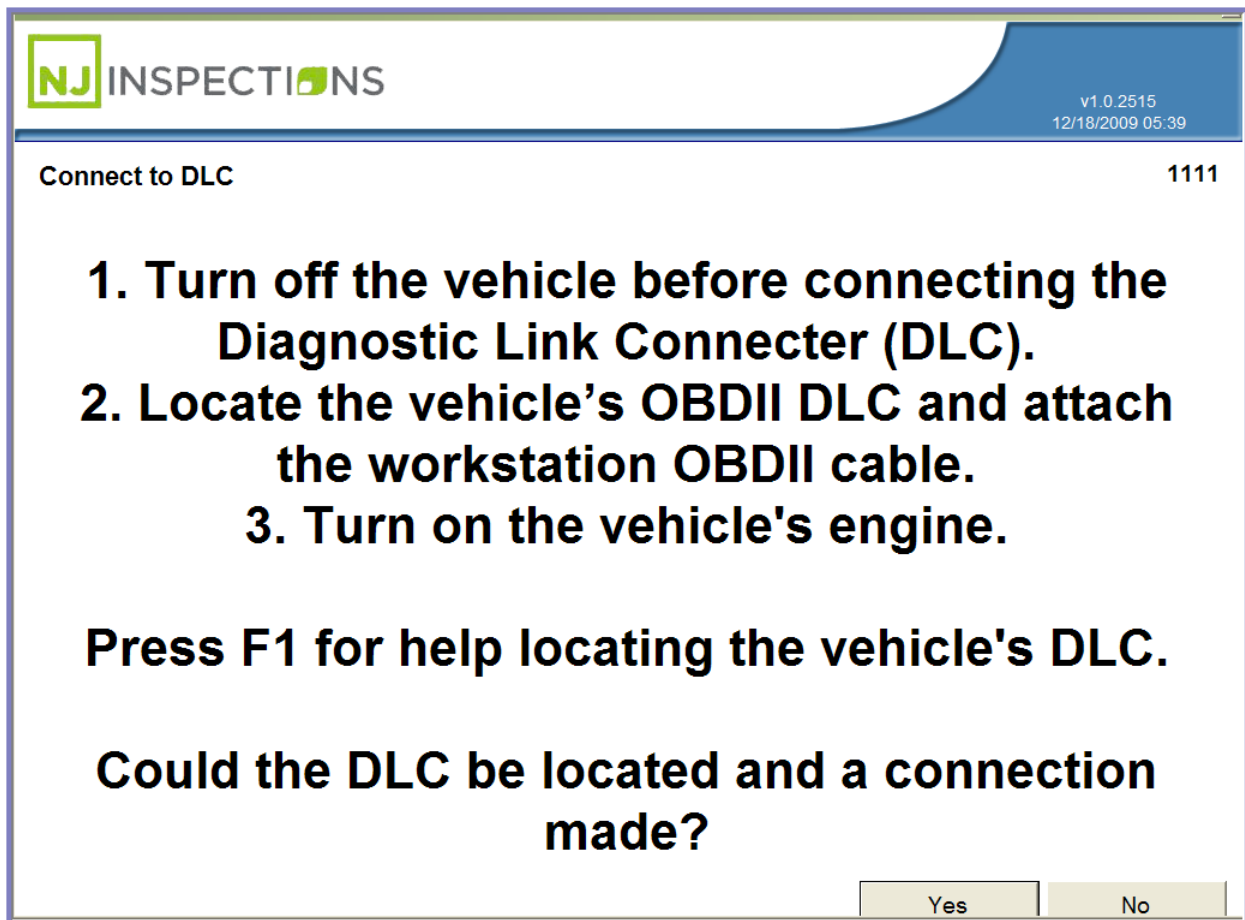 NJ INSPECTIONS
v1.0.2515
12/18/2009 05:39
Connect to DLC
1111
1. Turn off the vehicle before connecting the
Diagnostic Link Connecter (DLC).
2. Locate the vehicle’s OBDII DLC and attach
the workstation OBDII cable.
3. Turn on the vehicle's engine.
Press F1 for help locating the vehicle's DLC.
Could the DLC be located and a connection
made?
Yes
No